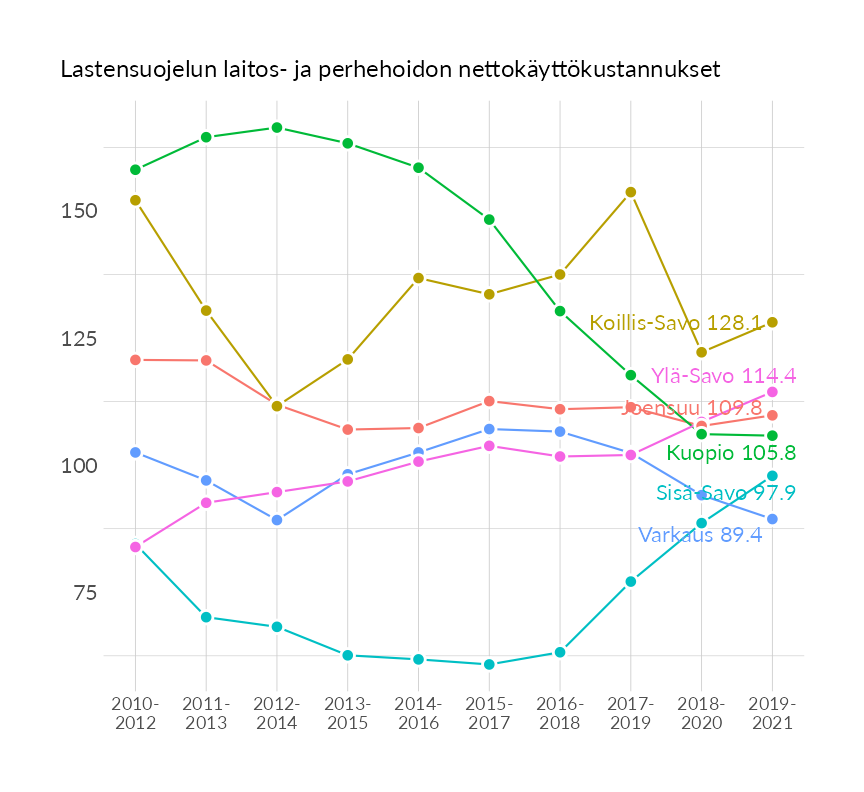 Lastensuojelun laitos- ja perhehoidon nettokäyttökustannukset
150
125
100
75
Koillis-Savo 128.1
Ylä-Savo 114.4
Joensuu 109.8
Kuopio 105.8
Sisä-Savo 97.9
Varkaus 89.4
2010- 2011- 2012- 2013- 2014- 2015- 2016- 2017- 2018- 2019-
2012 2013 2014 2015 2016 2017 2018 2019 2020 2021